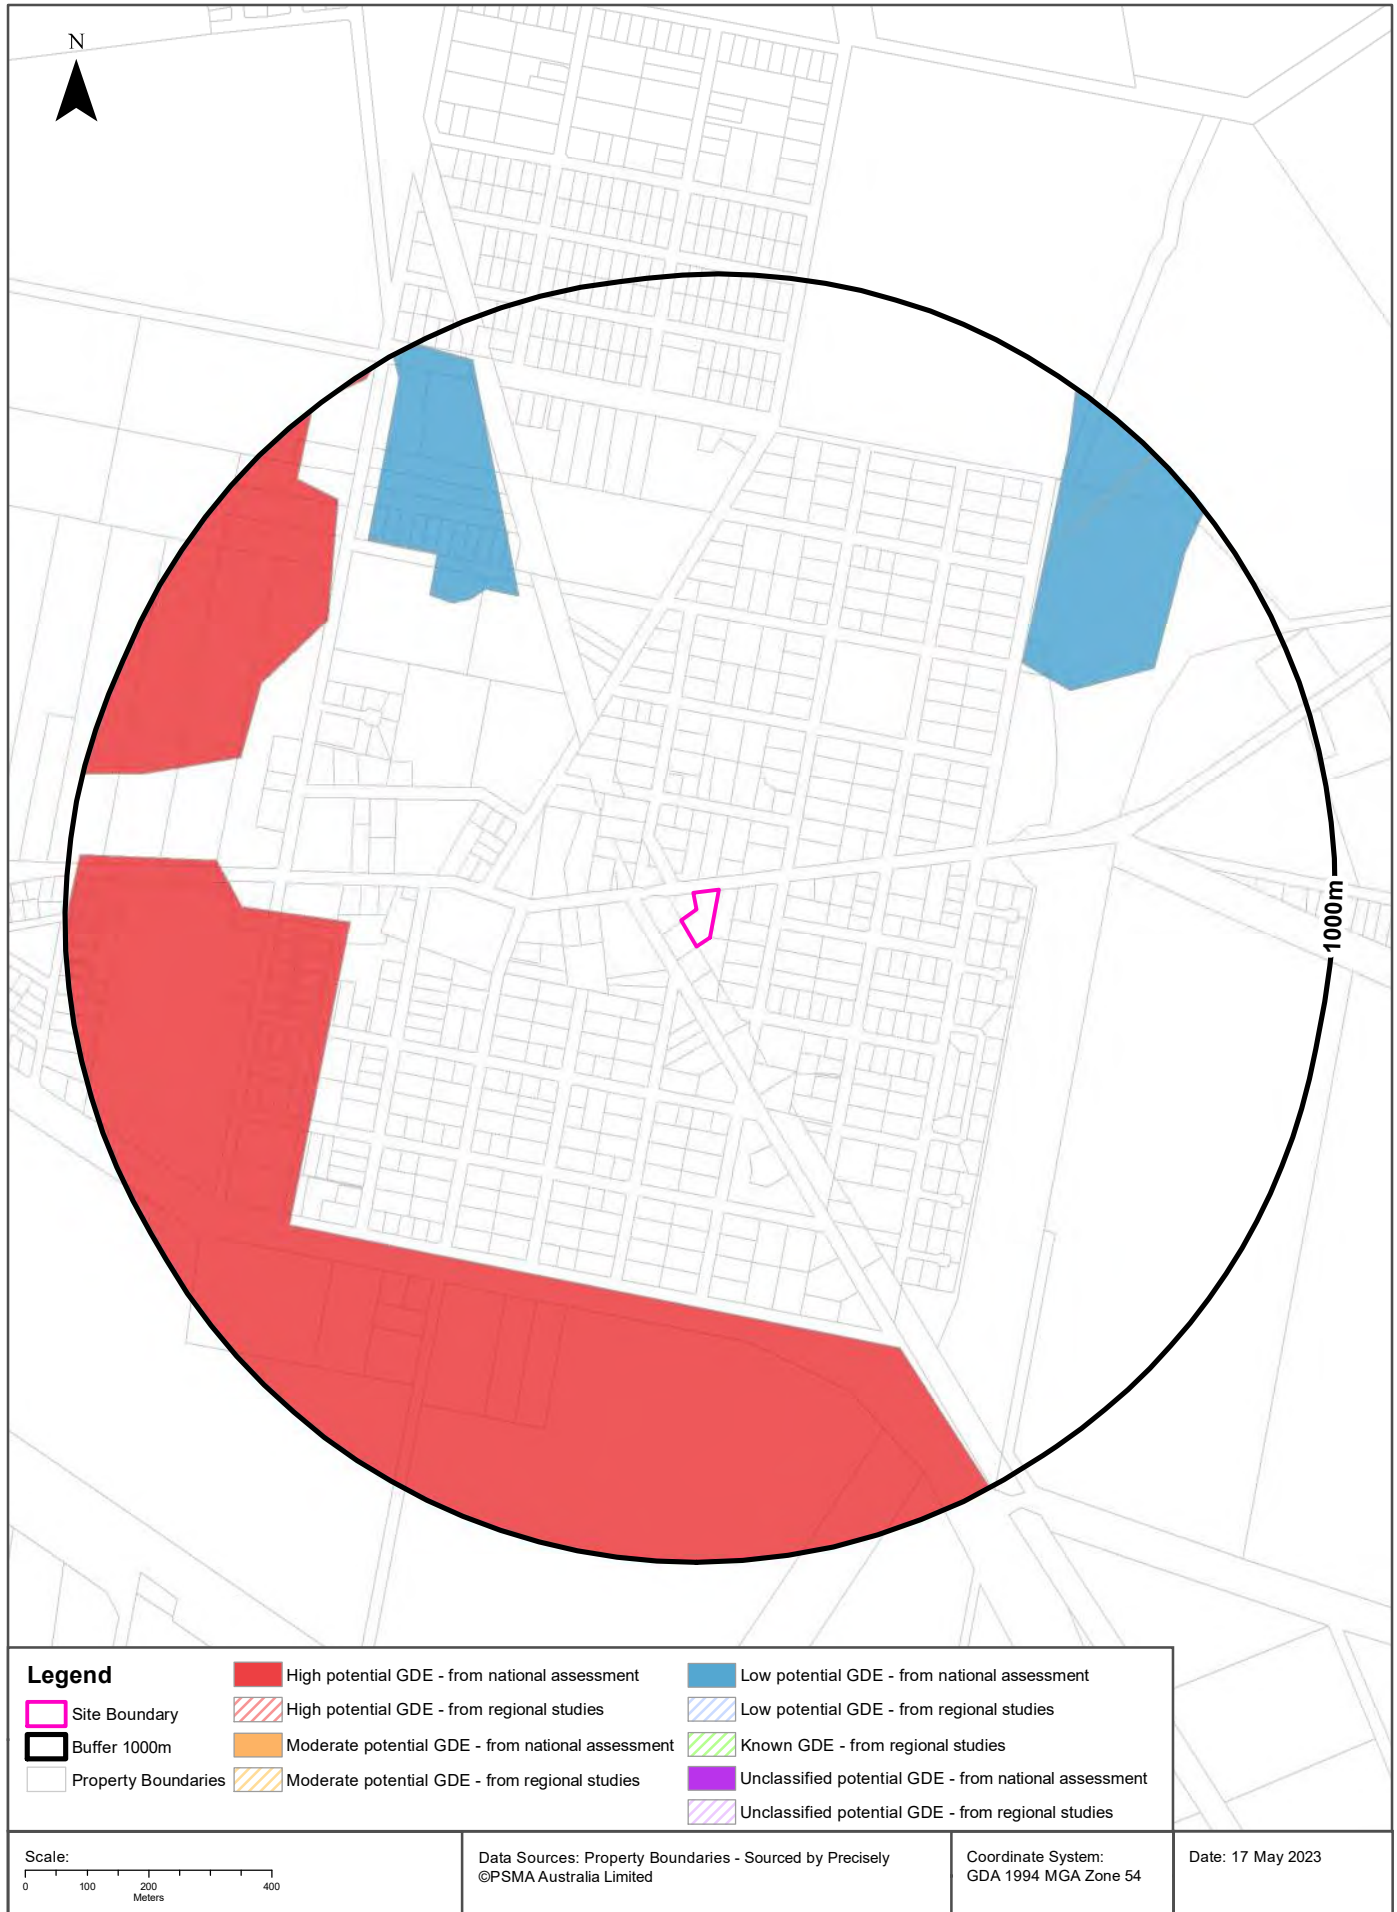 N
1000m
Legend
Site Boundary
Buffer 1000m
Property Boundaries
High potential GDE - from national assessment
High potential GDE - from regional studies
Moderate potential GDE - from national assessment
Moderate potential GDE - from regional studies
Low potential GDE - from national assessment
Low potential GDE - from regional studies
Known GDE - from regional studies
Unclassified potential GDE - from national assessment
Unclassified potential GDE - from regional studies
Scale:
0 100 200 400
Meters
Data Sources: Property Boundaries - Sourced by Precisely
©PSMA Australia Limited
Coordinate System:
GDA 1994 MGA Zone 54
Date: 17 May 2023